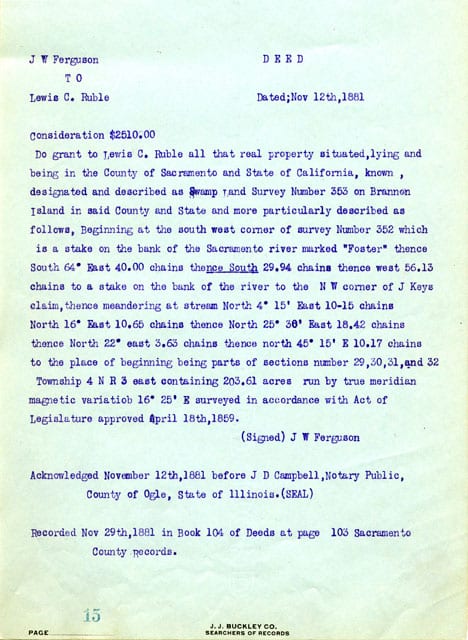 J W Ferguson D E E D
T O
Lewis C. Ruble Dated;Nov 12th,1881
Consideration $2510.00
Do grant to Lewis C. Ruble all that real property situated,lying and
being in the County of Sacramento and State of California, known ,
designated and described as Swamp Land Survey Number 353 on Brannon
Island in said County and State and more particularly described as
follows, Beginning at the south west corner of survey Number 352 which
is a stake on the bank of the Sacramento river marked "Foster" thence
South 64° East 40.00 chains thence South 29.94 chains thence west 56.13
chains to a stake on the bank of the river to the N W corner of J Keys
claim,thence meandering at stream North 4° 15' East 10-15 chains
North 16° East 10.65 chains thence North 25° 30' East 18.42 chains
thence North 22° east 3.63 chains thence north 45° 15' E 10.17 chains
to the place of beginning being parts of sections number 29,30,31,and 32
Township 4 N R 3 east containing 203.61 acres run by true meridian
magnetic variatiob 16° 25' E surveyed in accordance with Act of
Legislature approved April 18th,1859.
(Signed) J W Ferguson
Acknowledged November 12th,1881 before J D Campbell,Notary Public,
County of Ogle, State of Illinois.(SEAL)
Recorded Nov 29th,1881 in Book 104 of Deeds at page 103 Sacramento
County Records.
PAGE 15
J. J. BUCKLEY CO.
SEARCHERS OF RECORDS